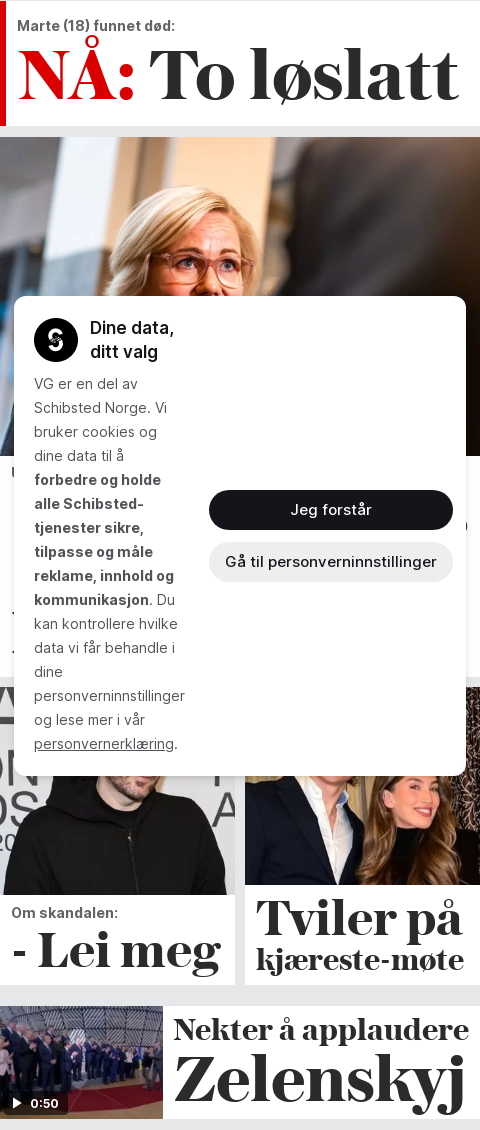 Marte (18) funnet død:
NÅ: To løslatt
Dine data,
ditt valg
VG er en del av
Schibsted Norge. Vi
bruker cookies og
dine data til å
forbedre og holde
alle Schibsted-
tjenester sikre,
tilpasse og måle
reklame, innhold og
kommunikasjon. Du
kan kontrollere hvilke
data vi får behandle i
dine
personverninnstillinger
og lese mer i vår
personvernerklæring.
Jeg forstår
Gå til personverninnstillinger
Om skandalen:
- Lei meg
Tviler på
kjæreste-møte
0:50
Nekter å applaudere
Zelenskyj